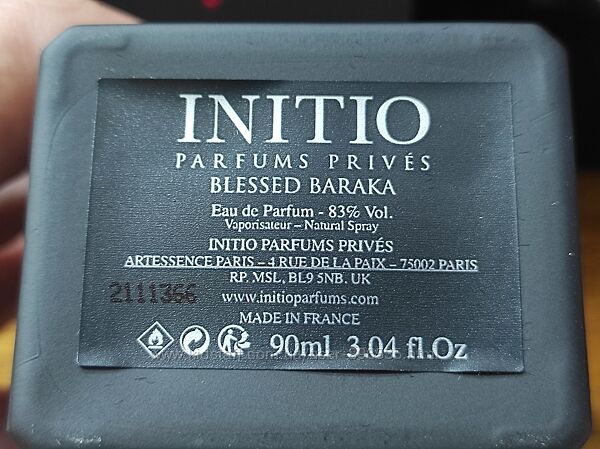 INITIO
PARFUMS PRIVÉS
BLESSED BARAKA
Eau de Parfum - 83% Vol.
Vaporisateur – Natural Spray
INITIO PARFUMS PRIVÉS
ARTESSENCE PARIS – 4 RUE DE LA PAIX – 75002 PARIS
RP, MSL, BL9 5NB, UK
2111366 www.initioparfums.com
MADE IN FRANCE
90ml 3.04 fl.Oz